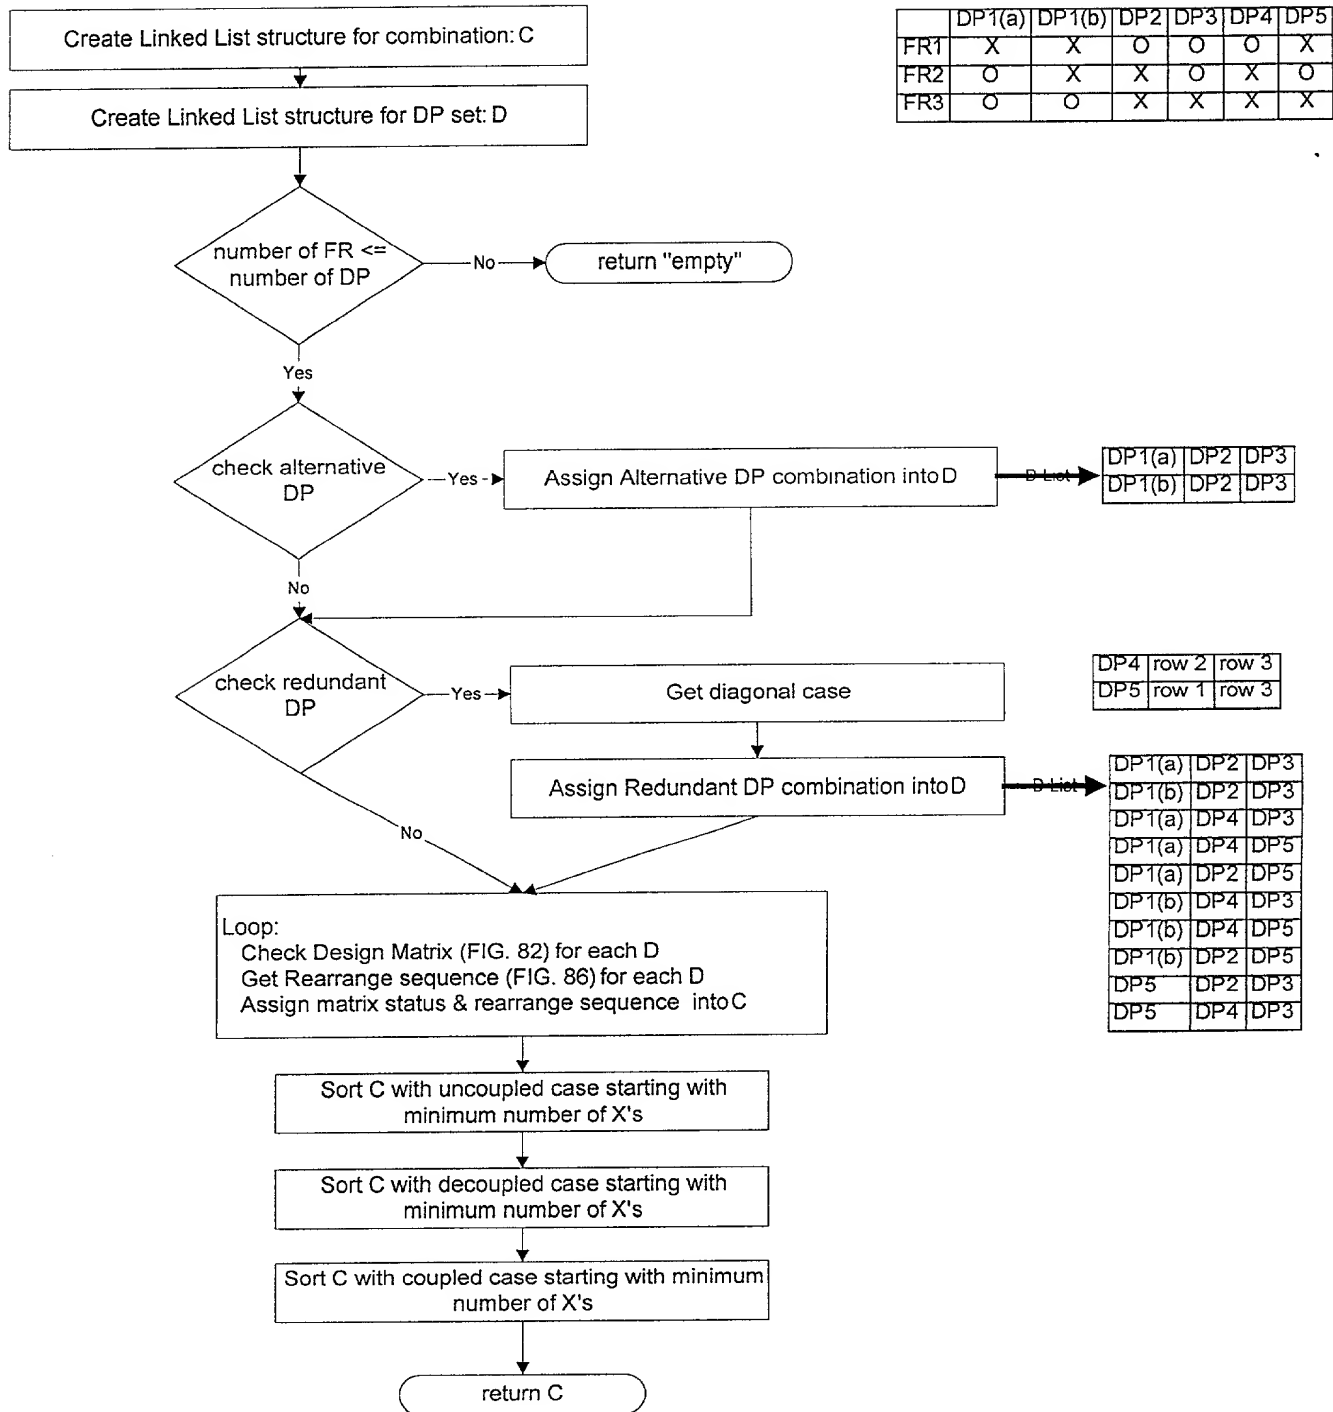 Create Linked List structure for combination: C
Create Linked List structure for DP set: D
DP1(a) DP1(b) DP2 DP3 DP4 DP5
FR1 X X O O O X
FR2 O X X O X O
FR3 O O X X X X
number of FR <=
number of DP
No
return "empty"
Yes
check alternative
DP
Yes
Assign Alternative DP combination into D
D List
DP1(a) DP2 DP3
DP1(b) DP2 DP3
No
check redundant
DP
Yes
Get diagonal case
DP4 row 2 row 3
DP5 row 1 row 3
Assign Redundant DP combination into D
D List
DP1(a) DP2 DP3
DP1(b) DP2 DP3
DP1(a) DP4 DP3
DP1(a) DP4 DP5
DP1(a) DP2 DP5
DP1(b) DP4 DP3
DP1(b) DP4 DP5
DP1(b) DP2 DP5
DP5 DP2 DP3
DP5 DP4 DP3
No
Loop:
Check Design Matrix (FIG. 82) for each D
Get Rearrange sequence (FIG. 86) for each D
Assign matrix status & rearrange sequence into C
Sort C with uncoupled case starting with
minimum number of X's
Sort C with decoupled case starting with
minimum number of X's
Sort C with coupled case starting with minimum
number of X's
return C